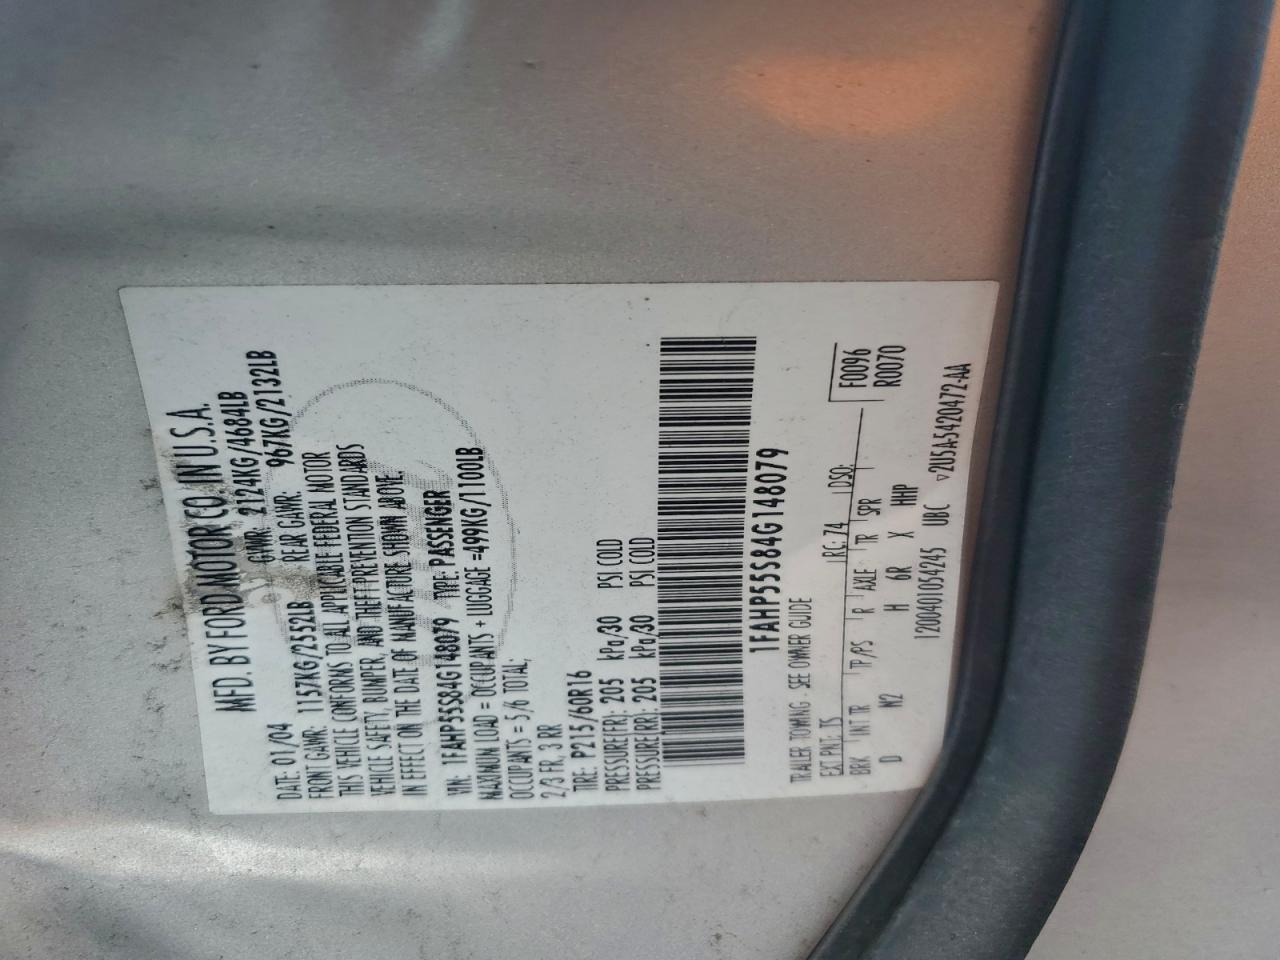 MFD. BY FORD MOTOR CO. IN U.S.A.
DATE: 01/04 GVWR: 2124KG/4684LB
FRONT GAWR: 1157KG/2552LB REAR GAWR: 967KG/2132LB
THIS VEHICLE CONFORMS TO ALL APPLICABLE FEDERAL MOTOR
VEHICLE SAFETY, BUMPER, AND THEFT PREVENTION STANDARDS
IN EFFECT ON THE DATE OF MANUFACTURE SHOWN ABOVE.
VIN: 1FAHP55S84G148079 TYPE: PASSENGER
MAXIMUM LOAD = OCCUPANTS + LUGGAGE =499KG/1100LB
OCCUPANTS = 5/6 TOTAL;
2/3 FR, 3 RR
TIRE: P215/60R16
PRESSURE(FR): 205 kPa/30 PSI COLD
PRESSURE(RR): 205 kPa/30 PSI COLD
1FAHP55S84G148079
TRAILER TOWING - SEE OWNER GUIDE
F0096
R0070
EXT PNT: TS RC: 74 DSO:
BRK INT TR TP/PS R AXLE TR SPR
D N2 H 6R X HHP
1200401054245 UBC ▽2U5A5420472-AA